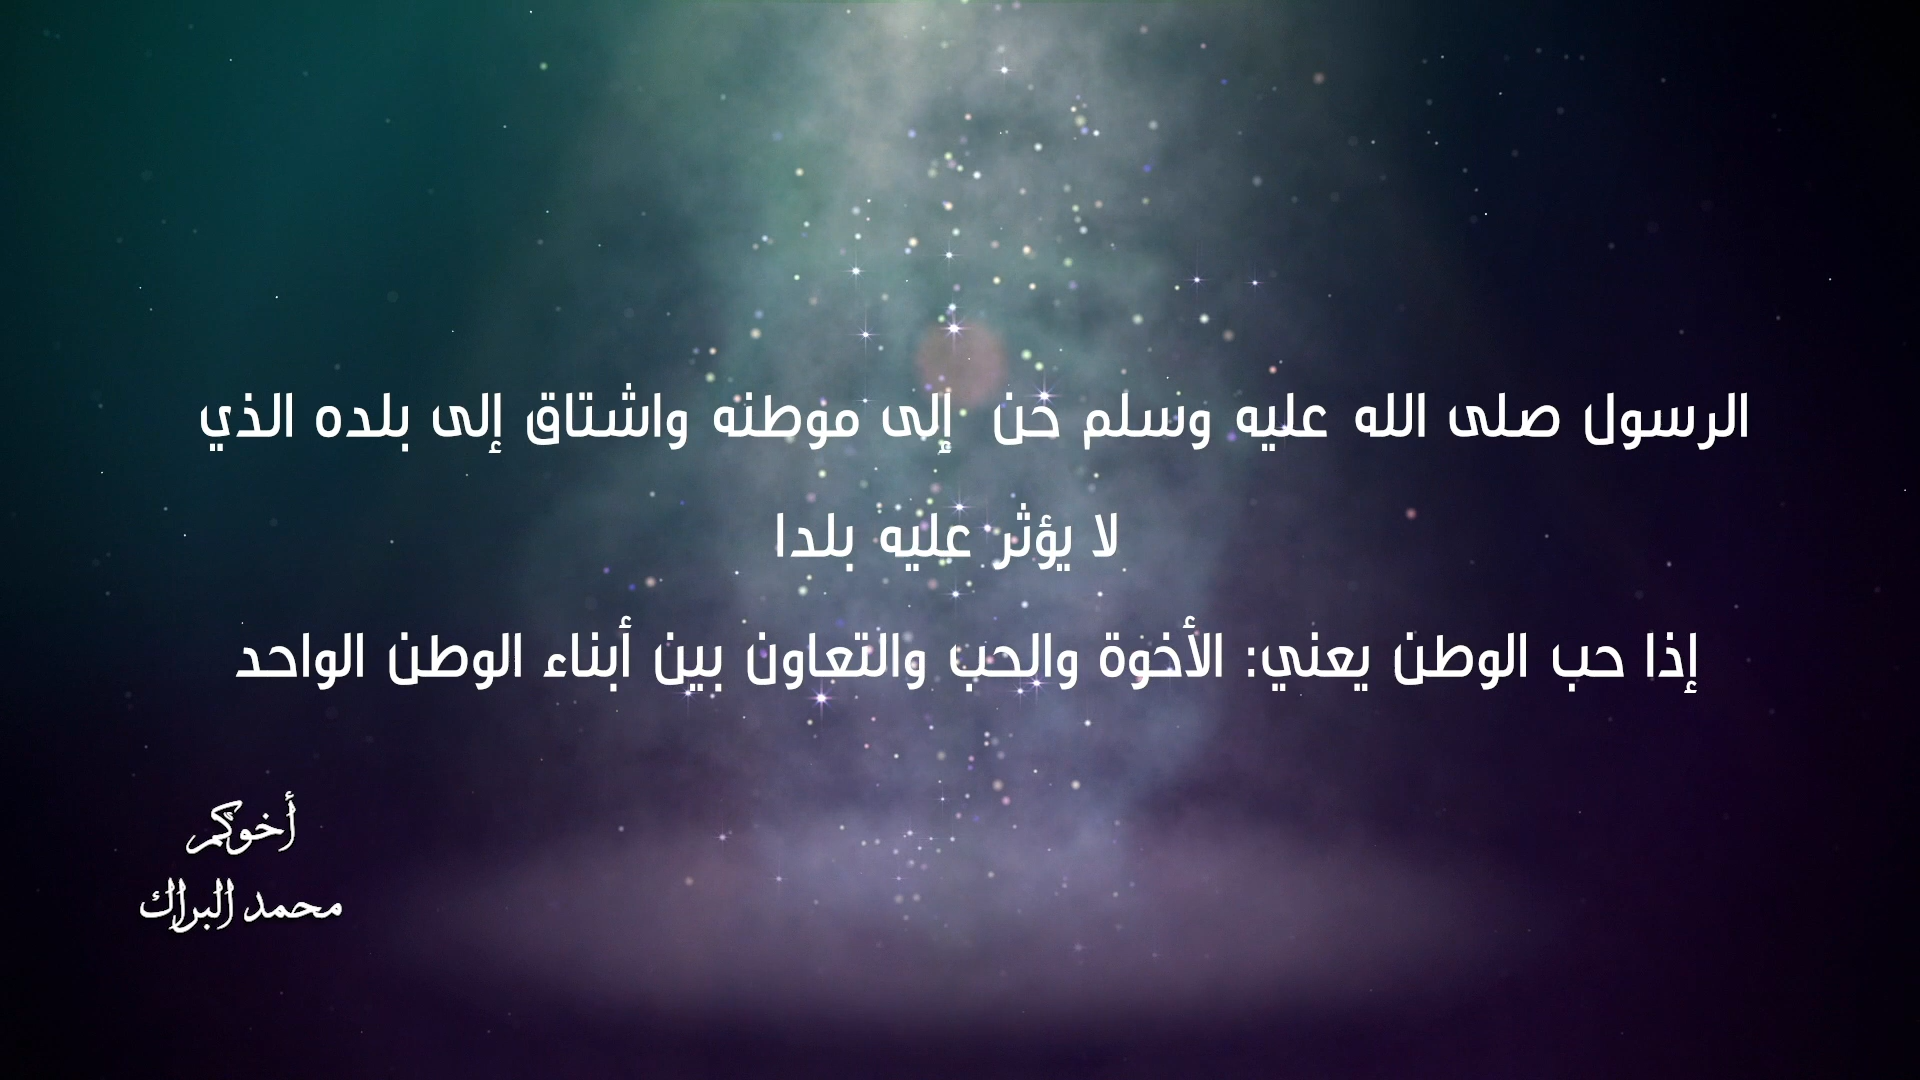 الرسول صلى الله عليه وسلم حن إلى موطنه واشتاق إلى بلده الذي
لا يؤثر عليه بلدا
إذا حب الوطن يعني: الأخوة والحب والتعاون بين أبناء الوطن الواحد
أخوكم
محمد البراك